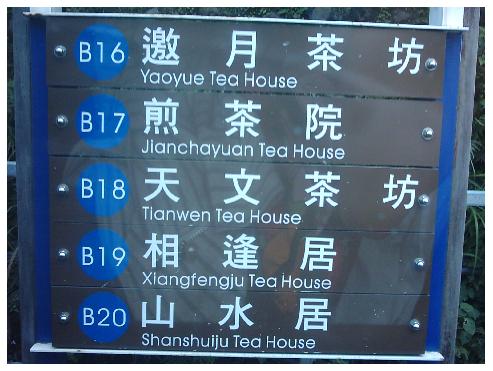 B16 邀月茶坊
Yaoyue Tea House
B17 煎茶院
Jianchayuan Tea House
B18 天文茶坊
Tianwen Tea House
B19 相逢居
Xiangfengju Tea House
B20 山水居
Shanshuiju Tea House